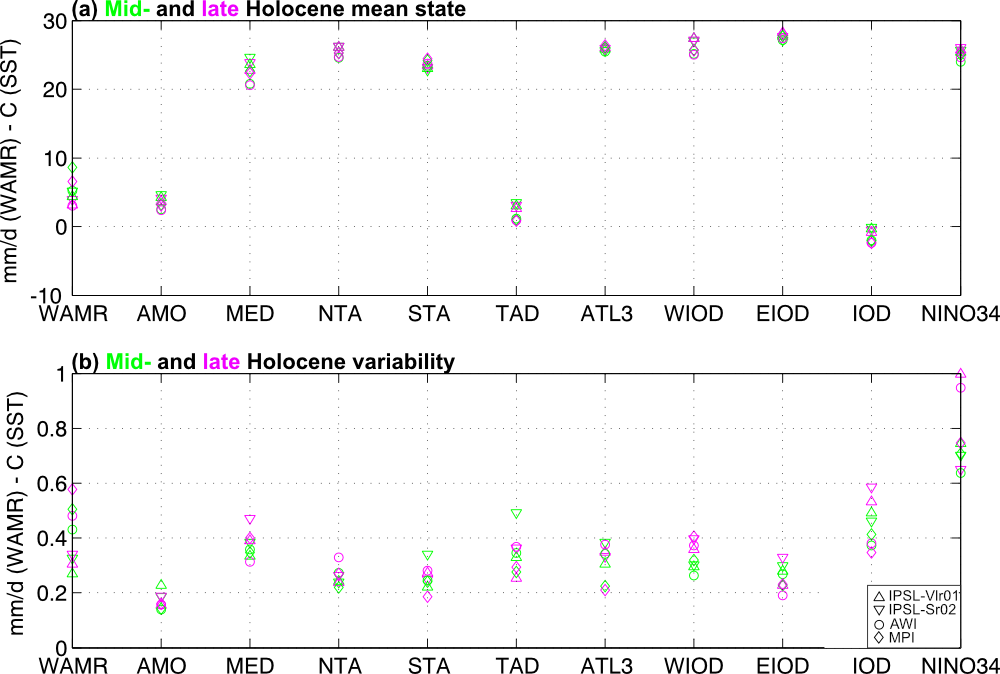 (a) Mid- and late Holocene mean state
mm/d (WAMR) - C (SST)
30
20
10
0
-10
WAMR AMO MED NTA STA TAD ATL3 WIOD EIOD IOD NINO34
(b) Mid- and late Holocene variability
mm/d (WAMR) - C (SST)
1
0.8
0.6
0.4
0.2
0
IPSL-Vlr01
IPSL-Sr02
AWI
MPI
WAMR AMO MED NTA STA TAD ATL3 WIOD EIOD IOD NINO34